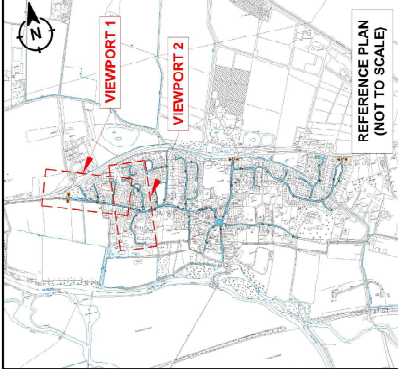 N
VIEWPORT 1
VIEWPORT 2
REFERENCE PLAN
(NOT TO SCALE)